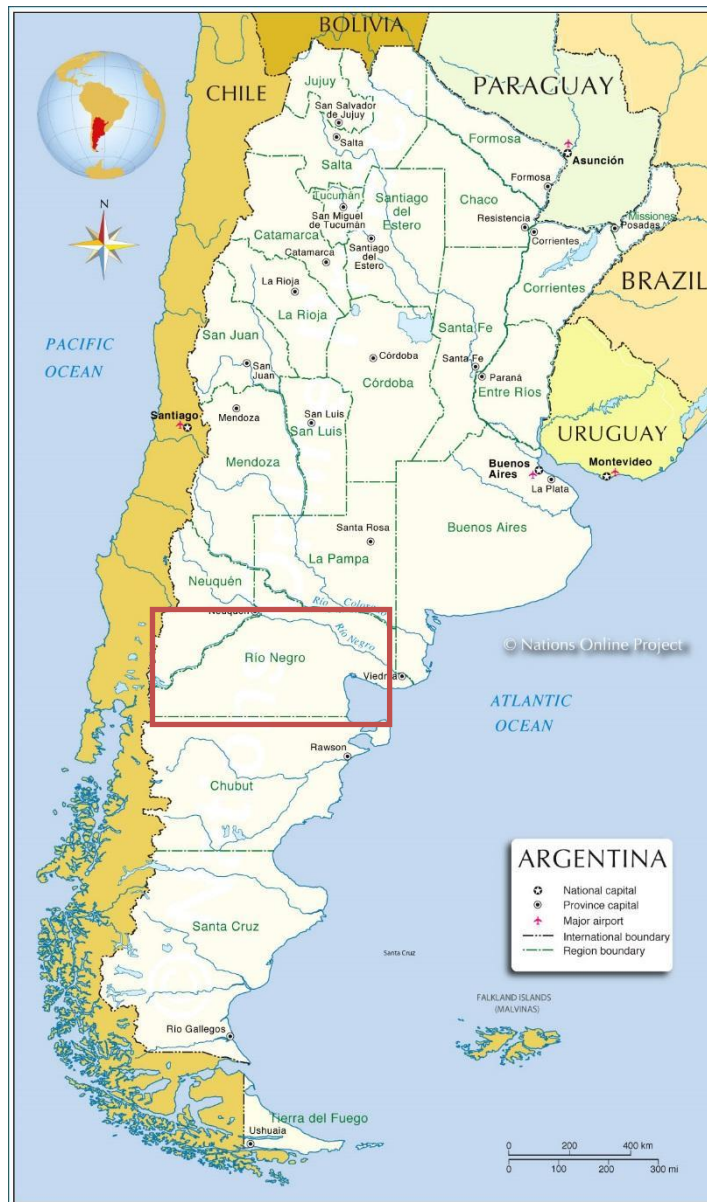 BOLIVIA
CHILE
PARAGUAY
Jujuy
San Salvador
de Jujuy
Salta
Salta
Formosa
Asunción
Formosa
Tucumán
San Miguel
de Tucumán
Santiago
del
Estero
Chaco
Resistencia
Corrientes
Missiones
Posadas
Catamarca
Catamarca
Santiago
del
Estero
Corrientes
BRAZIL
La Rioja
La Rioja
San Juan
San
Juan
Santa Fe
Santa Fe
Córdoba
Córdoba
Paraná
Entre Ríos
PACIFIC
OCEAN
Santiago
Mendoza
Mendoza
San Luis
San Luis
URUGUAY
Buenos
Aires
La Plata
Montevideo
Santa Rosa
La Pampa
Buenos Aires
Neuquén
Neuquén
Río Colorado
Río Negro
Río Negro
Viedma
© Nations Online Project
ATLANTIC
OCEAN
Rawson
Chubut
Santa Cruz
Santa Cruz
Río Gallegos
Tierra del Fuego
Ushuaia
FALKLAND ISLANDS
(MALVINAS)
ARGENTINA
National capital
Province capital
Major airport
International boundary
Region boundary
0 200 400 km
0 100 200 300 mi
N